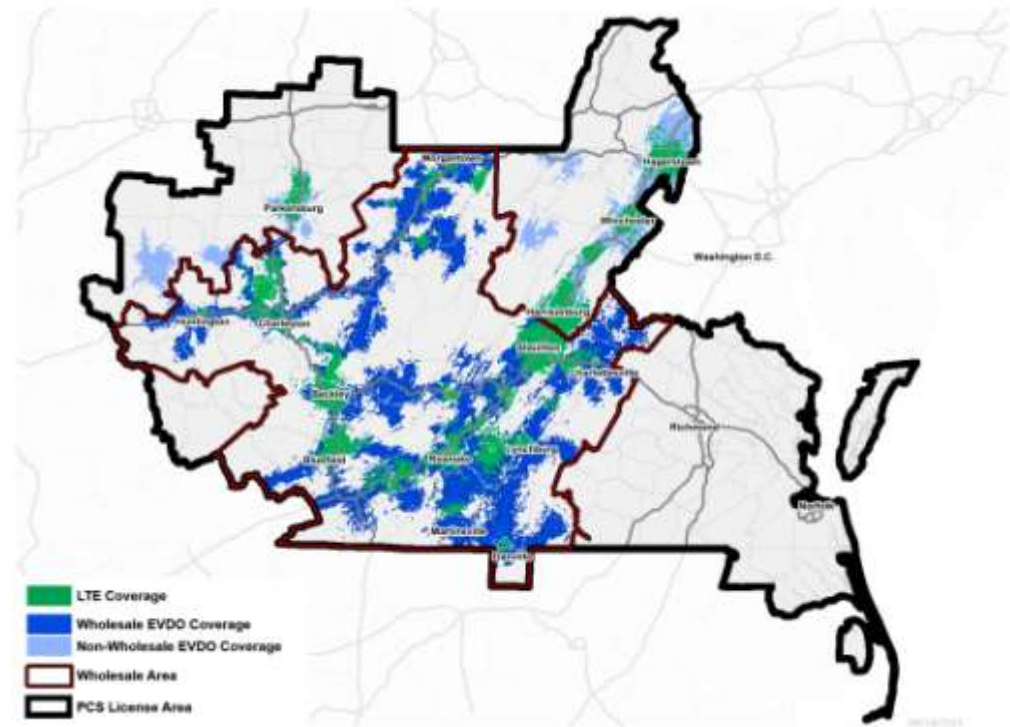 Morgantown
Hagerstown
Parkersburg
Winchester
Washington D.C.
Harrisonburg
Huntington
Charleston
Staunton
Charlottesville
Beckley
Richmond
Bluefield
Roanoke
Lynchburg
Norfolk
Martinsville
Danville
LTE Coverage
Wholesale EVDO Coverage
Non-Wholesale EVDO Coverage
Wholesale Area
PCS License Area